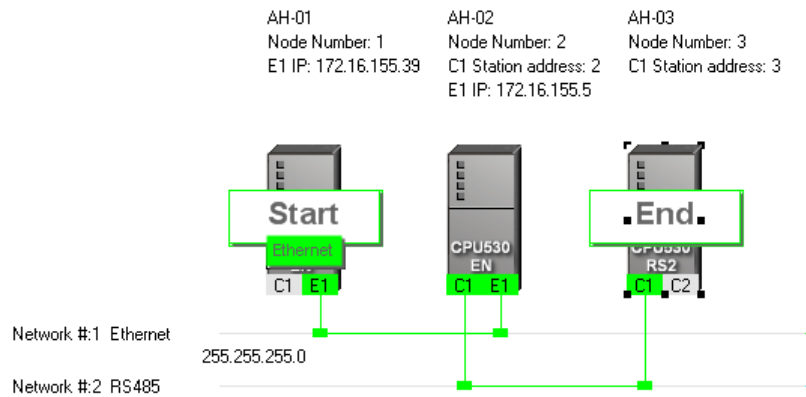 AH-01
Node Number: 1
E1 IP: 172.16.155.39
AH-02
Node Number: 2
C1 Station address: 2
E1 IP: 172.16.155.5
AH-03
Node Number: 3
C1 Station address: 3
Start
Ethernet
C1 E1
CPU530
EN
C1 E1
End
CPU530
RS2
C1 C2
Network #:1 Ethernet
255.255.255.0
Network #:2 RS485